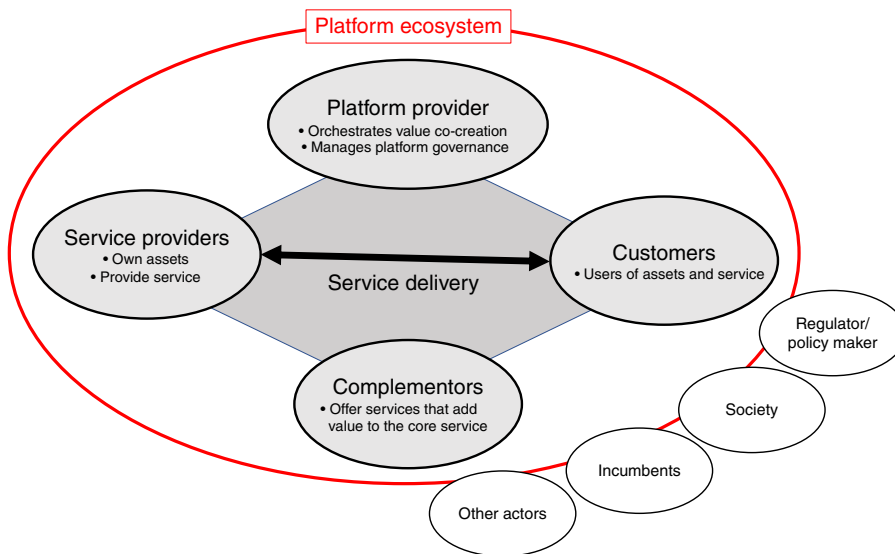 Platform ecosystem
Platform provider
• Orchestrates value co-creation
• Manages platform governance
Service providers
• Own assets
• Provide service
Service delivery
Customers
• Users of assets and service
Complementors
• Offer services that add
value to the core service
Regulator/
policy maker
Society
Incumbents
Other actors